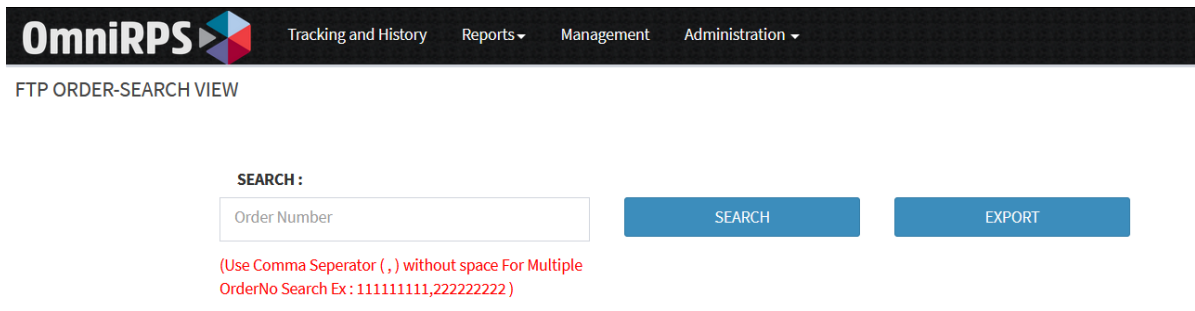 OmniRPS
Tracking and History Reports Management Administration
FTP ORDER-SEARCH VIEW
SEARCH :
Order Number SEARCH EXPORT
(Use Comma Seperator ( , ) without space For Multiple
OrderNo Search Ex : 111111111,222222222 )